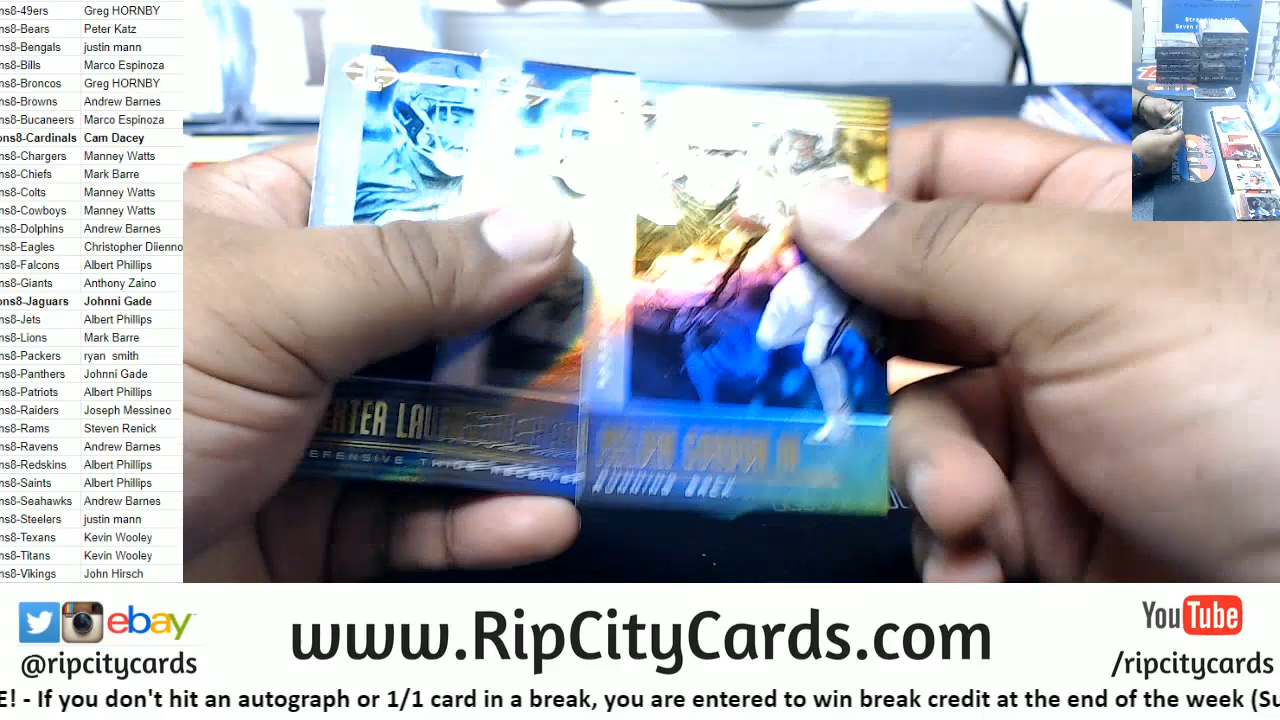 ns8-49ers Greg HORNBY
ns8-Bears Peter Katz
ns8-Bengals justin mann
ns8-Bills Marco Espinoza
ns8-Broncos Greg HORNBY
ns8-Browns Andrew Barnes
ns8-Bucaneers Marco Espinoza
ons8-Cardinals Cam Dacey
ns8-Chargers Manney Watts
ns8-Chiefs Mark Barre
ns8-Colts Manney Watts
ns8-Cowboys Manney Watts
ns8-Dolphins Andrew Barnes
ns8-Eagles Christopher Diienno
ns8-Falcons Albert Phillips
ns8-Giants Anthony Zaino
ons8-Jaguars Johnni Gade
ns8-Jets Albert Phillips
ns8-Lions Mark Barre
ns8-Packers ryan smith
ns8-Panthers Johnni Gade
ns8-Patriots Albert Phillips
ns8-Raiders Joseph Messineo
ns8-Rams Steven Renick
ns8-Ravens Andrew Barnes
ns8-Redskins Albert Phillips
ns8-Saints Albert Phillips
ns8-Seahawks Andrew Barnes
ns8-Steelers justin mann
ns8-Texans Kevin Wooley
ns8-Titans Kevin Wooley
ns8-Vikings John Hirsch
MELVIN GORDON III
RUNNING BACK
ebay
@ripcitycards
www.RipCityCards.com
YouTube
/ripcitycards
E! - If you don't hit an autograph or 1/1 card in a break, you are entered to win break credit at the end of the week (Su